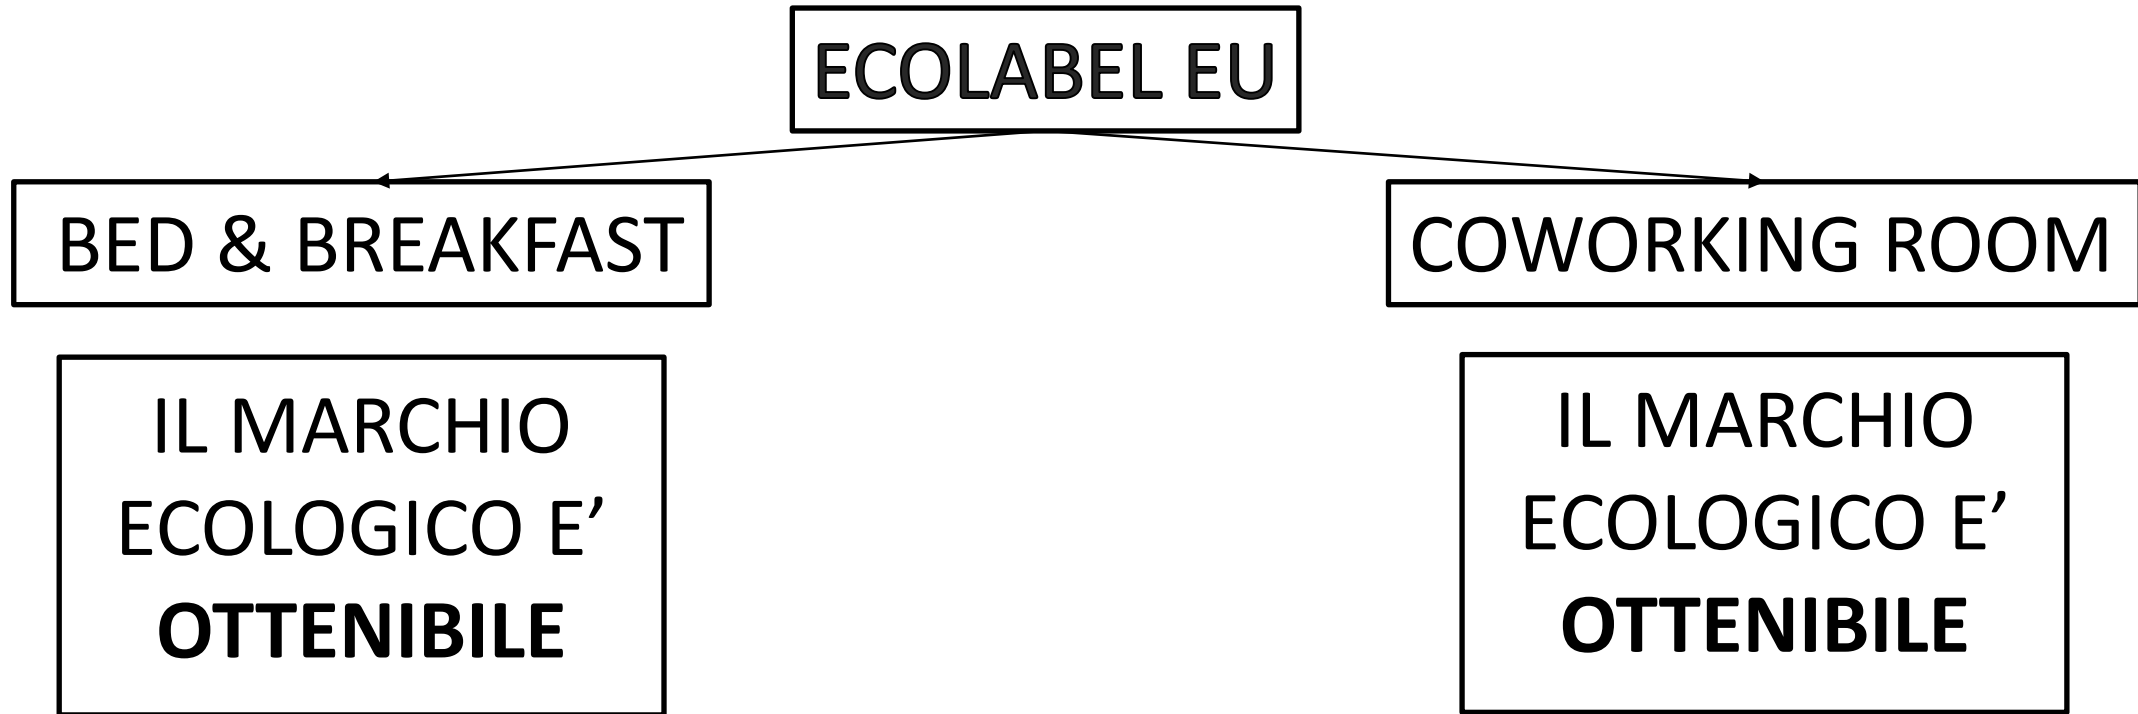 ECOLABEL EU
BED & BREAKFAST
COWORKING ROOM
IL MARCHIO
ECOLOGICO E’
OTTENIBILE
IL MARCHIO
ECOLOGICO E’
OTTENIBILE